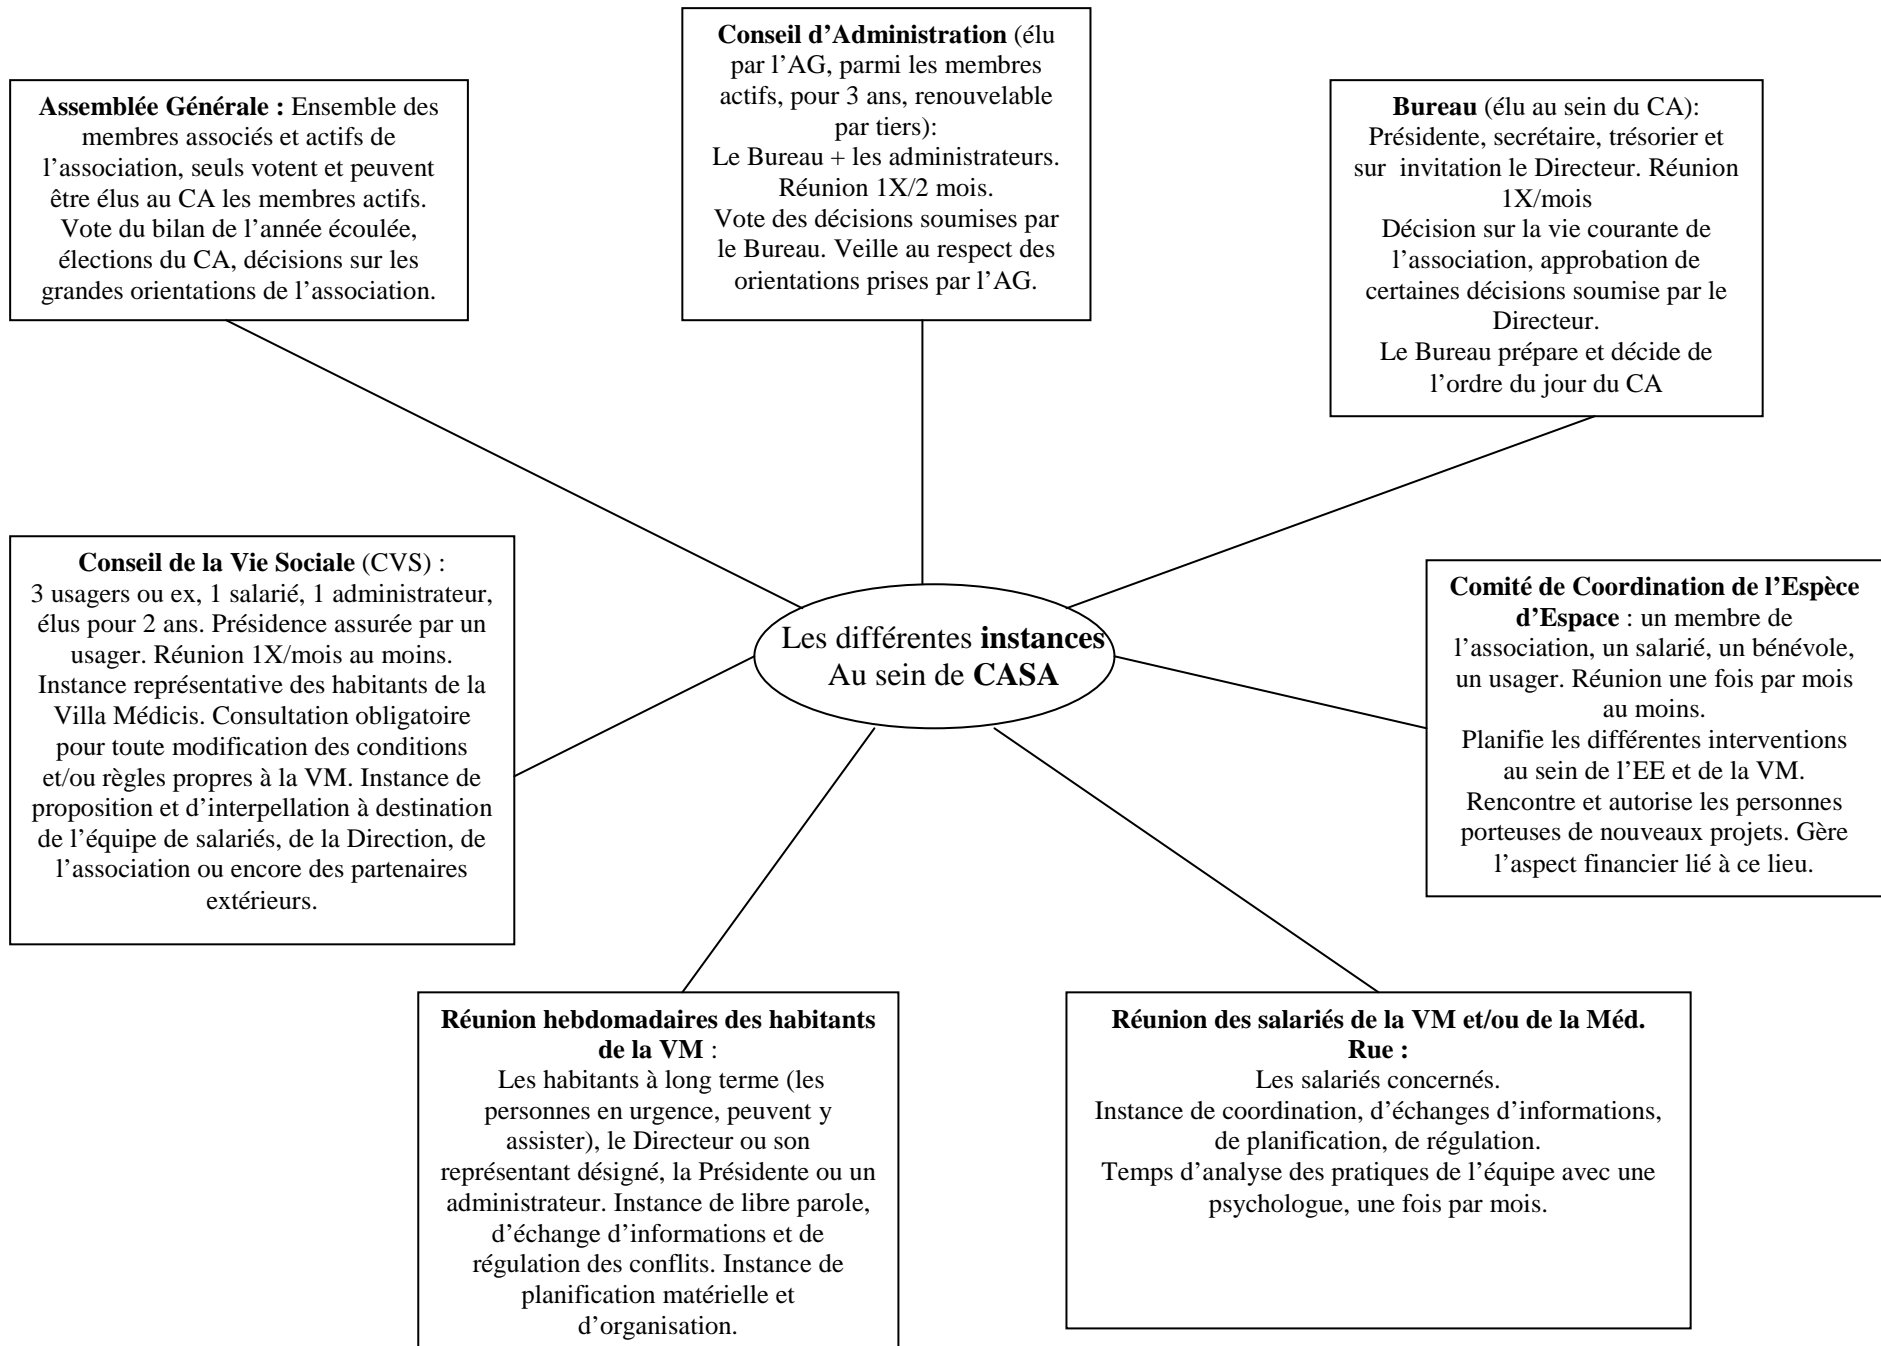 Assemblée Générale : Ensemble des
membres associés et actifs de
l’association, seuls votent et peuvent
être élus au CA les membres actifs.
Vote du bilan de l’année écoulée,
élections du CA, décisions sur les
grandes orientations de l’association.
Conseil d’Administration (élu
par l’AG, parmi les membres
actifs, pour 3 ans, renouvelable
par tiers):
Le Bureau + les administrateurs.
Réunion 1X/2 mois.
Vote des décisions soumises par
le Bureau. Veille au respect des
orientations prises par l’AG.
Bureau (élu au sein du CA):
Présidente, secrétaire, trésorier et
sur invitation le Directeur. Réunion
1X/mois
Décision sur la vie courante de
l’association, approbation de
certaines décisions soumise par le
Directeur.
Le Bureau prépare et décide de
l’ordre du jour du CA
Conseil de la Vie Sociale (CVS) :
3 usagers ou ex, 1 salarié, 1 administrateur,
élus pour 2 ans. Présidence assurée par un
usager. Réunion 1X/mois au moins.
Instance représentative des habitants de la
Villa Médicis. Consultation obligatoire
pour toute modification des conditions
et/ou règles propres à la VM. Instance de
proposition et d’interpellation à destination
de l’équipe de salariés, de la Direction, de
l’association ou encore des partenaires
extérieurs.
Les différentes instances
Au sein de CASA
Comité de Coordination de l’Espèce
d’Espace : un membre de
l’association, un salarié, un bénévole,
un usager. Réunion une fois par mois
au moins.
Planifie les différentes interventions
au sein de l’EE et de la VM.
Rencontre et autorise les personnes
porteuses de nouveaux projets. Gère
l’aspect financier lié à ce lieu.
Réunion hebdomadaires des habitants
de la VM :
Les habitants à long terme (les
personnes en urgence, peuvent y
assister), le Directeur ou son
représentant désigné, la Présidente ou un
administrateur. Instance de libre parole,
d’échange d’informations et de
régulation des conflits. Instance de
planification matérielle et
d’organisation.
Réunion des salariés de la VM et/ou de la Méd.
Rue :
Les salariés concernés.
Instance de coordination, d’échanges d’informations,
de planification, de régulation.
Temps d’analyse des pratiques de l’équipe avec une
psychologue, une fois par mois.